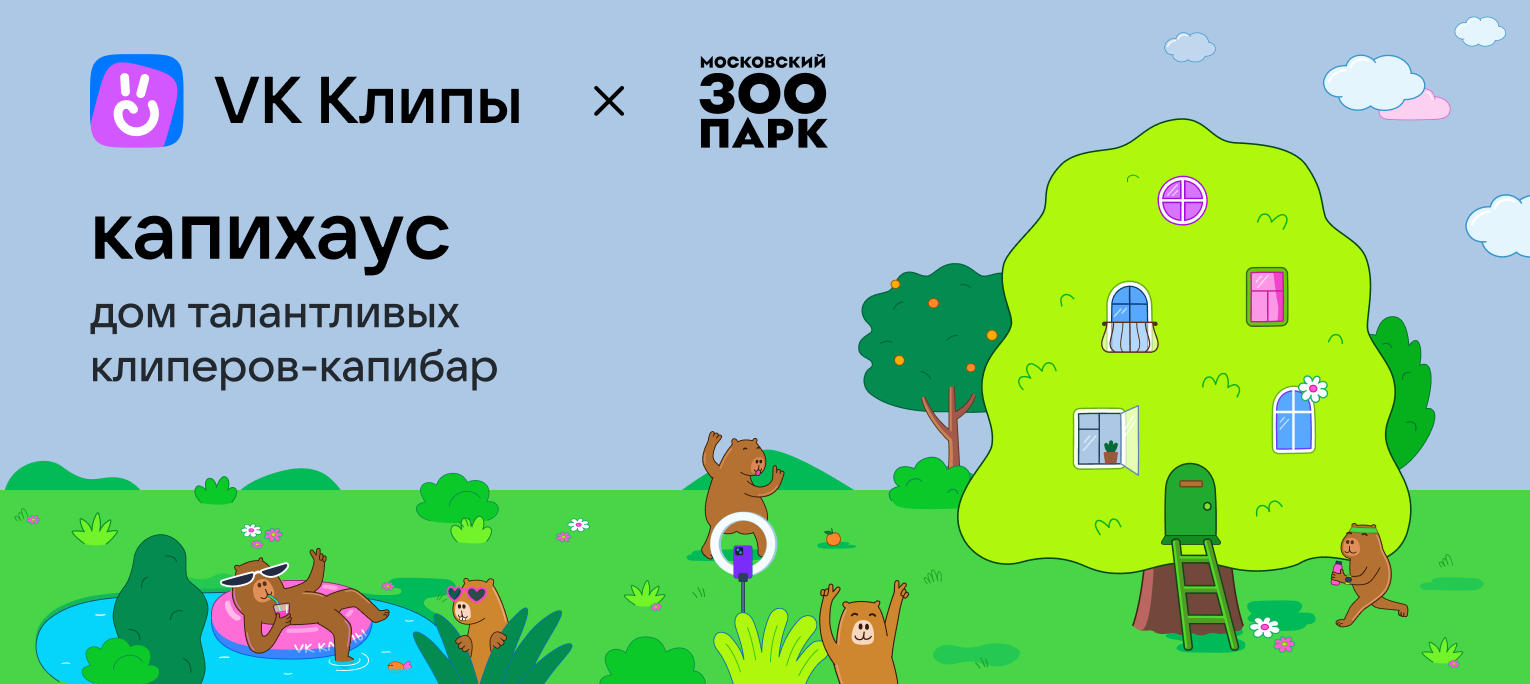 VK Клипы
МОСКОВСКИЙ
ЗОО
ПАРК
капихаус
дом талантливых
клиперов-капибар
VK КЛИПЫ